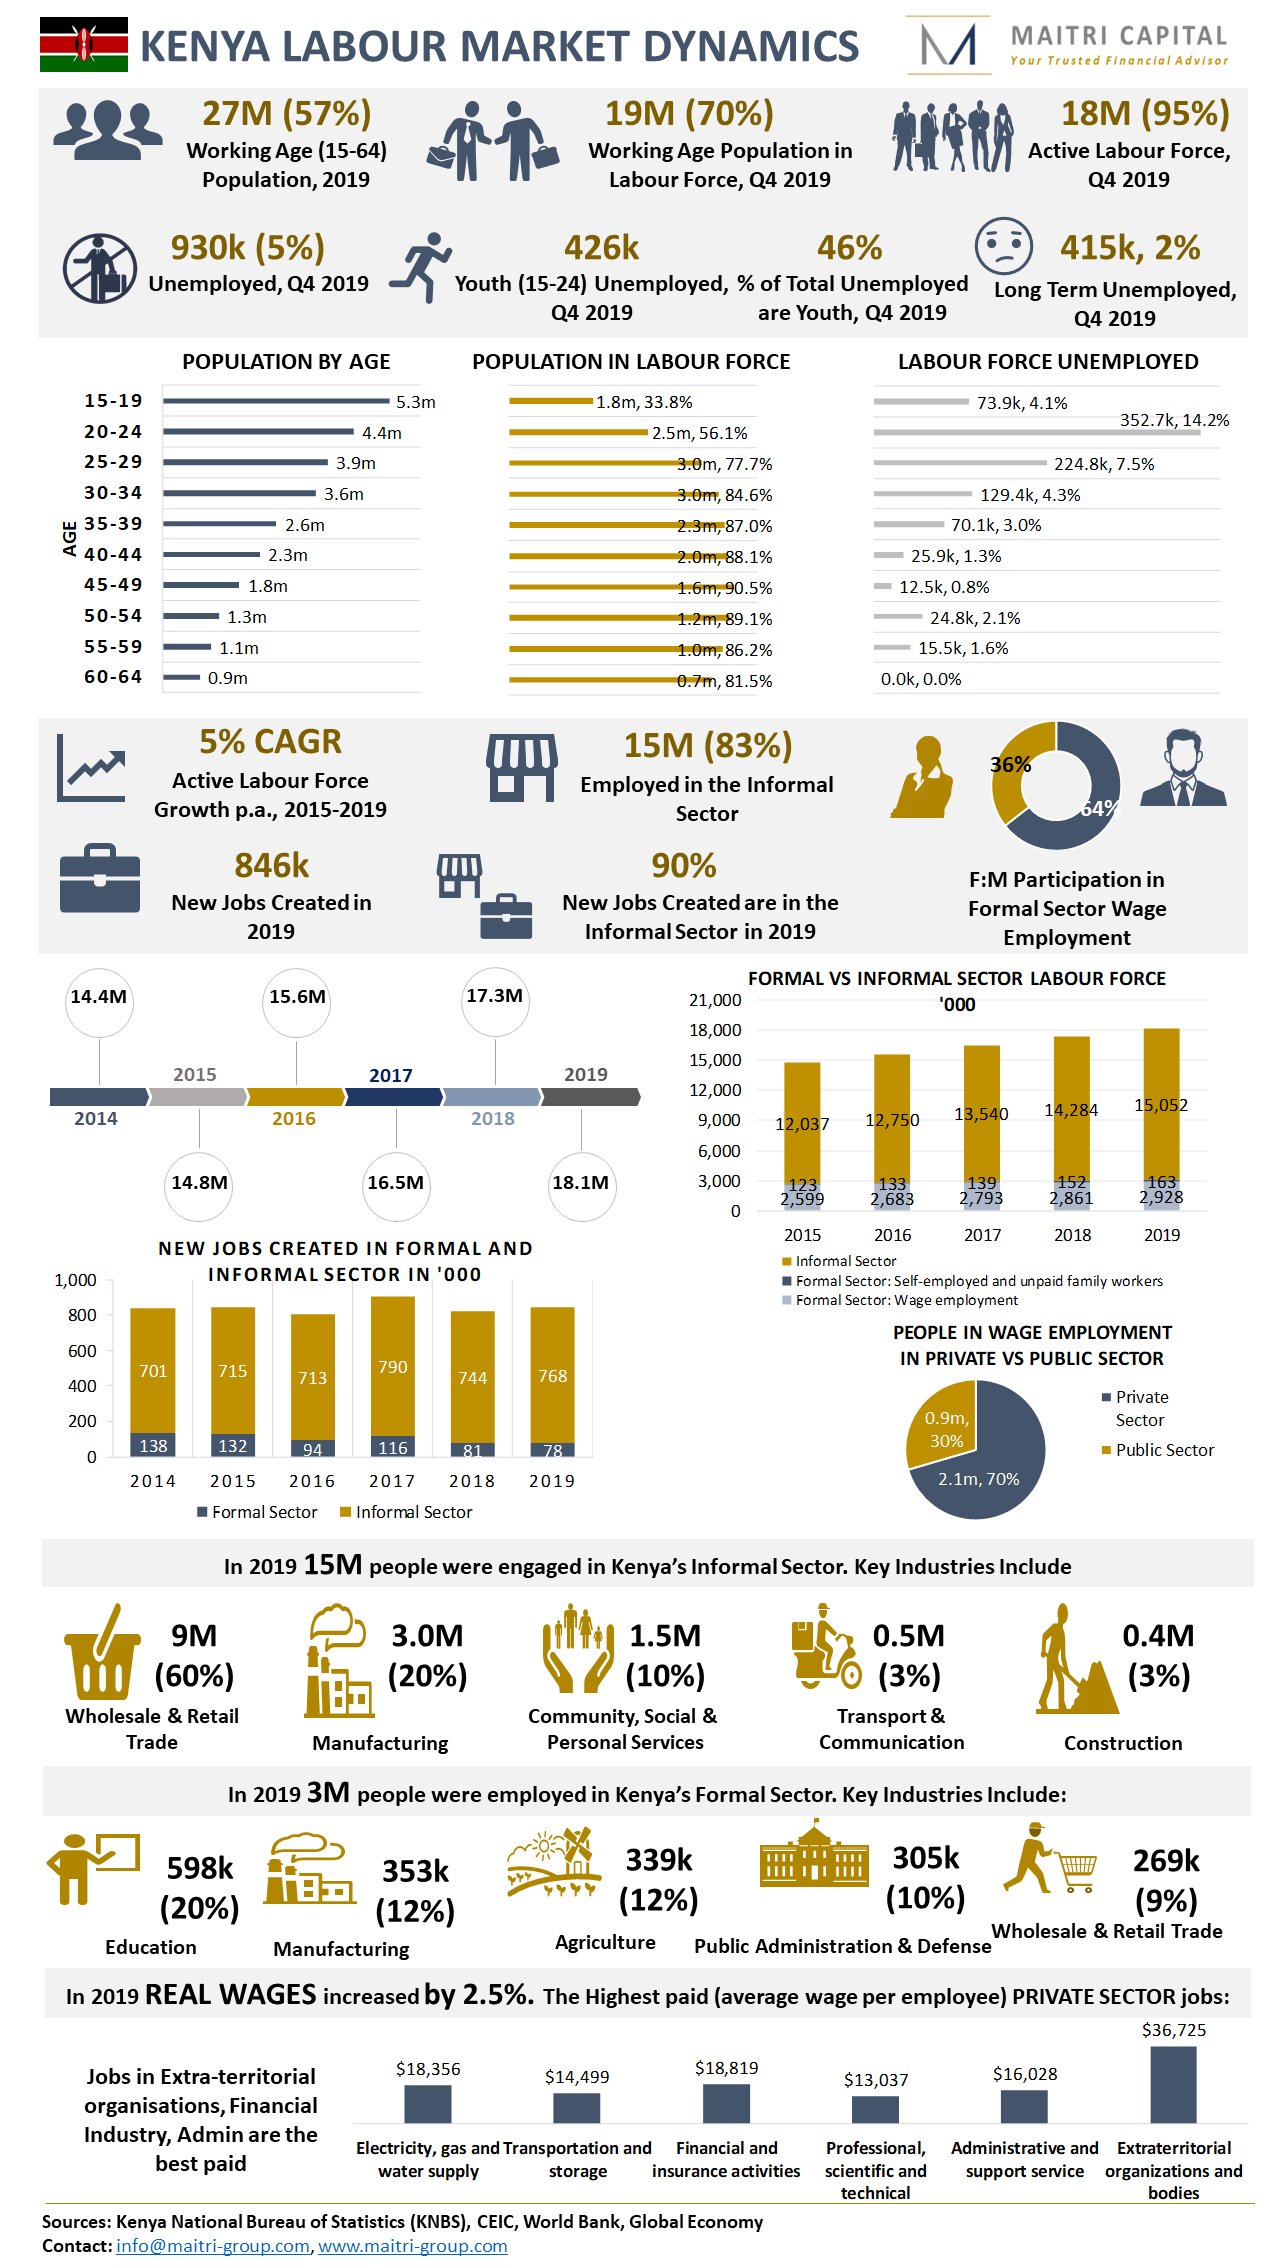 KENYA LABOUR MARKET DYNAMICS
M
MAITRI CAPITAL
Your Trusted Financial Advisor
27M (57%)
Working Age (15-64)
Population, 2019
19M (70%)
Working Age Population in
Labour Force, Q4 2019
18M (95%)
Active Labour Force,
Q4 2019
930k (5%)
Unemployed, Q4 2019
426k
Youth (15-24) Unemployed,
Q4 2019
46%
% of Total Unemployed
are Youth, Q4 2019
415k, 2%
Long Term Unemployed,
Q4 2019
POPULATION BY AGE
POPULATION IN LABOUR FORCE
LABOUR FORCE UNEMPLOYED
AGE
15-19 5.3m 1.8m, 33.8% 73.9k, 4.1%
20-24 4.4m 2.5m, 56.1% 352.7k, 14.2%
25-29 3.9m 3.0m, 77.7% 224.8k, 7.5%
30-34 3.6m 3.0m, 84.6% 129.4k, 4.3%
35-39 2.6m 2.3m, 87.0% 70.1k, 3.0%
40-44 2.3m 2.0m, 88.1% 25.9k, 1.3%
45-49 1.8m 1.6m, 90.5% 12.5k, 0.8%
50-54 1.3m 1.2m, 89.1% 24.8k, 2.1%
55-59 1.1m 1.0m, 86.2% 15.5k, 1.6%
60-64 0.9m 0.7m, 81.5% 0.0k, 0.0%
5% CAGR
Active Labour Force
Growth p.a., 2015-2019
15M (83%)
Employed in the Informal
Sector
36%
64%
F:M Participation in
Formal Sector Wage
Employment
846k
New Jobs Created in
2019
90%
New Jobs Created are in the
Informal Sector in 2019
14.4M 15.6M 17.3M
2015 2017 2019
2014 2016 2018
14.8M 16.5M 18.1M
FORMAL VS INFORMAL SECTOR LABOUR FORCE
'000
21,000
18,000
15,000
12,000
9,000
6,000
3,000
0
12,037 12,750 13,540 14,284 15,052
123 133 139 152 163
2,599 2,683 2,793 2,861 2,928
2015 2016 2017 2018 2019
Informal Sector
Formal Sector: Self-employed and unpaid family workers
Formal Sector: Wage employment
NEW JOBS CREATED IN FORMAL AND
INFORMAL SECTOR IN '000
1,000
800
600
400
200
0
701 715 713 790 744 768
138 132 94 116 81 78
2014 2015 2016 2017 2018 2019
Formal Sector Informal Sector
PEOPLE IN WAGE EMPLOYMENT
IN PRIVATE VS PUBLIC SECTOR
0.9m,
30%
2.1m, 70%
Private
Sector
Public Sector
In 2019 15M people were engaged in Kenya's Informal Sector. Key Industries Include
9M
(60%)
Wholesale & Retail
Trade
3.0M
(20%)
Manufacturing
1.5M
(10%)
Community, Social &
Personal Services
0.5M
(3%)
Transport &
Communication
0.4M
(3%)
Construction
In 2019 3M people were employed in Kenya's Formal Sector. Key Industries Include:
598k
(20%)
Education
353k
(12%)
Manufacturing
339k
(12%)
Agriculture
305k
(10%)
Public Administration & Defense
269k
(9%)
Wholesale & Retail Trade
In 2019 REAL WAGES increased by 2.5%. The Highest paid (average wage per employee) PRIVATE SECTOR jobs:
Jobs in Extra-territorial
organisations, Financial
Industry, Admin are the
best paid
$18,356
Electricity, gas and
water supply
$14,499
Transportation and
storage
$18,819
Financial and
insurance activities
$13,037
Professional,
scientific and
technical
$16,028
Administrative and
support service
$36,725
Extraterritorial
organizations and
bodies
Sources: Kenya National Bureau of Statistics (KNBS), CEIC, World Bank, Global Economy
Contact: info@maitri-group.com, www.maitri-group.com